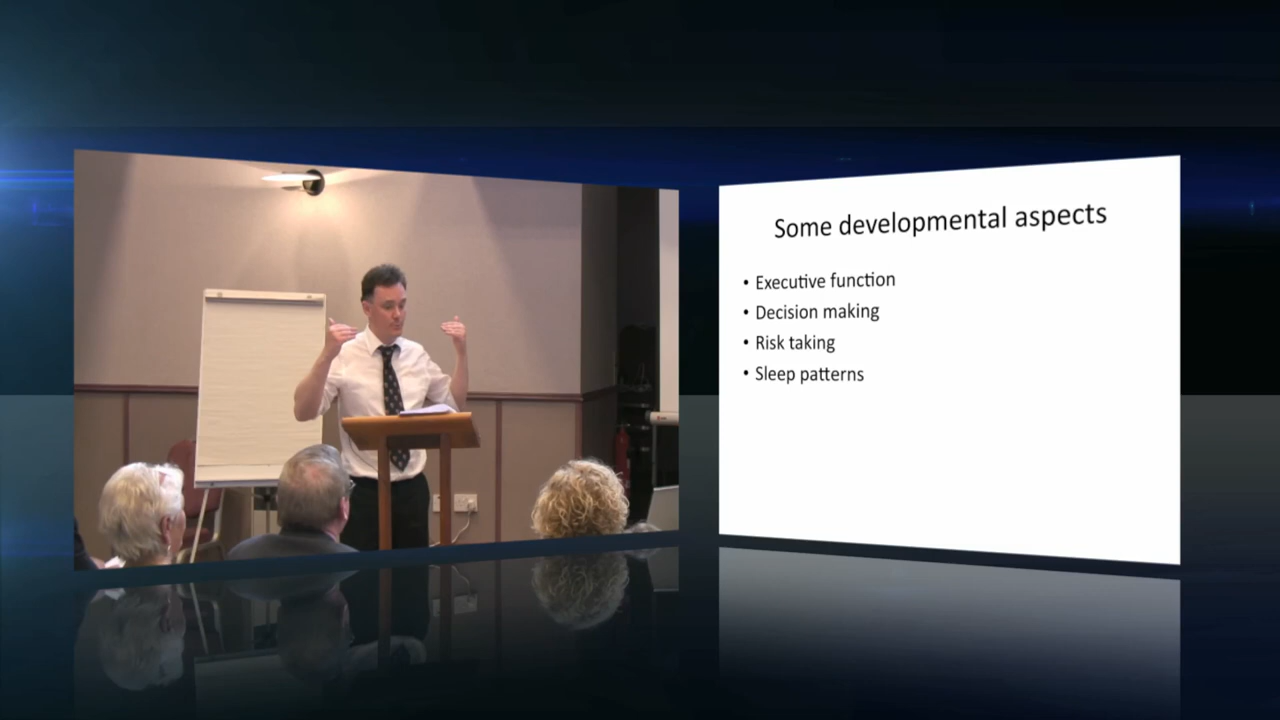 Some developmental aspects
• Executive function
• Decision making
• Risk taking
• Sleep patterns